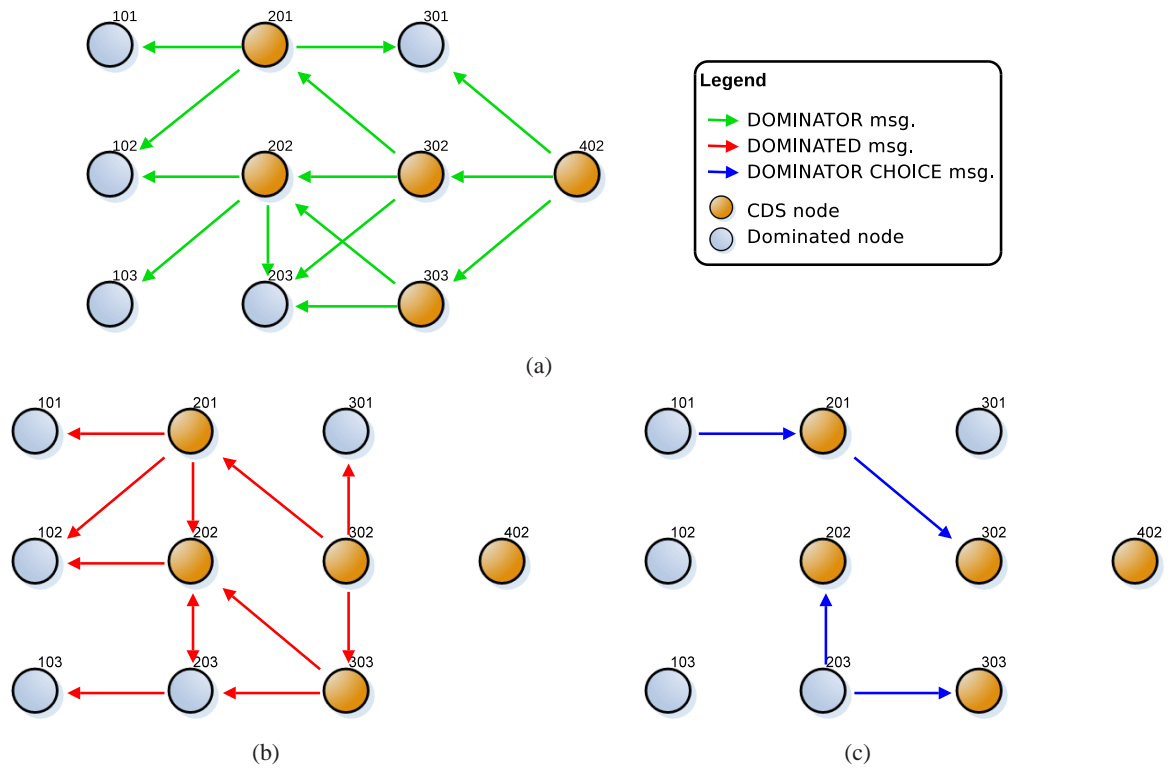 101 201 301
Legend
DOMINATOR msg.
DOMINATED msg.
DOMINATOR CHOICE msg.
CDS node
Dominated node
102 202 302 402
103 203 303
(a)
101 201 301
102 202 302 402
103 203 303
(b)
101 201 301
102 202 302 402
103 203 303
(c)